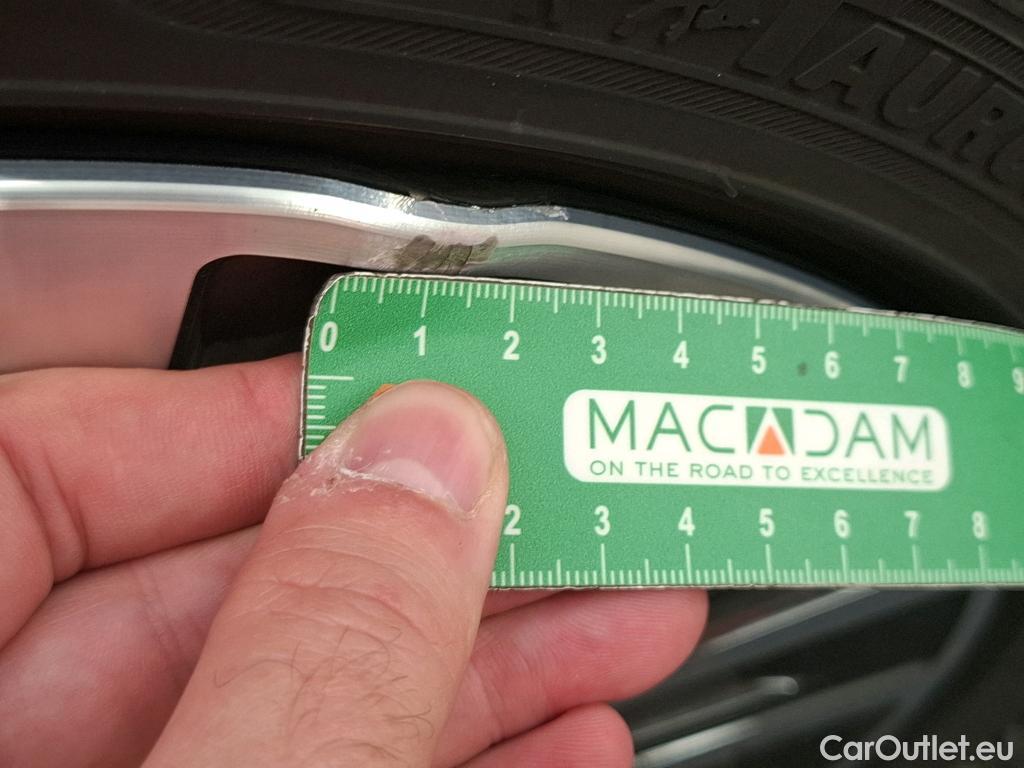 TAUR
0 1 2 3 4 5 6 7 8 9
MACADAM
ON THE ROAD TO EXCELLENCE
2 3 4 5 6 7 8
CarOutlet.eu